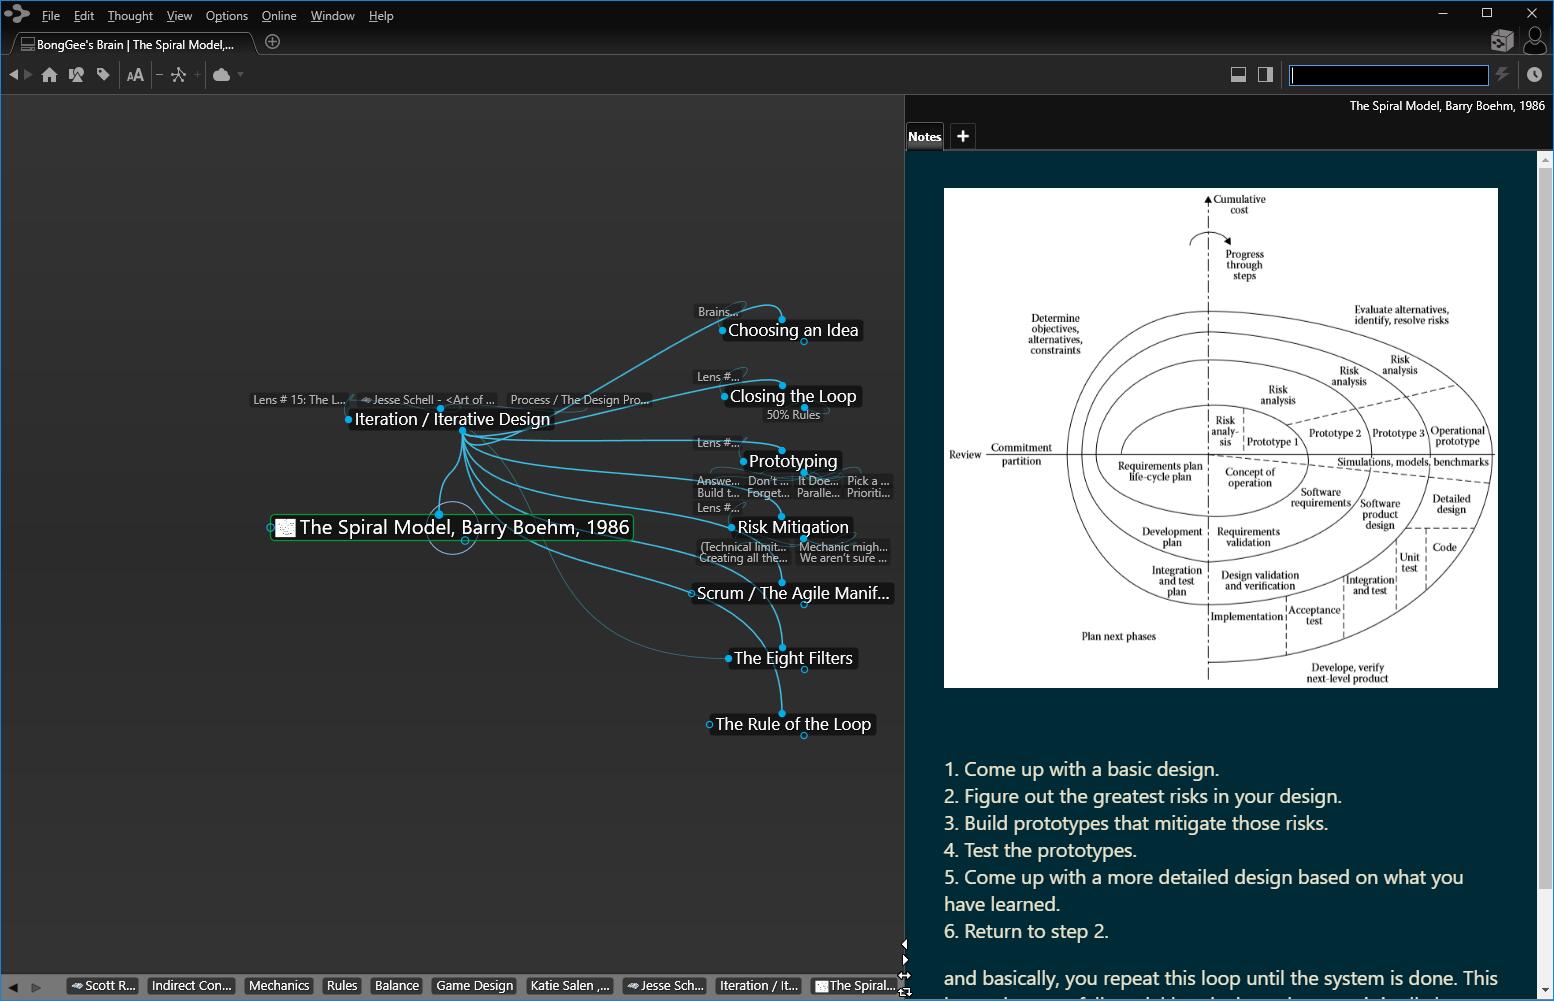 File Edit Thought View Options Online Window Help
BongGee's Brain | The Spiral Model,...
AA
The Spiral Model, Barry Boehm, 1986
Notes +
Brains...
Choosing an Idea
Lens #...
Closing the Loop
50% Rules
Lens # 15: The L...
Jesse Schell - <Art of ...
Process / The Design Pro...
Iteration / Iterative Design
Lens #...
Prototyping
Answe... Don't ... It Doe... Pick a ...
Build t... Forget... Paralle... Prioriti...
Lens #...
Risk Mitigation
The Spiral Model, Barry Boehm, 1986
(Technical limit... Mechanic migh...
Creating all the... We aren't sure ...
Scrum / The Agile Manif...
The Eight Filters
The Rule of the Loop
Cumulative
cost
Progress
through
steps
Determine
objectives,
alternatives,
constraints
Evaluate alternatives,
identify, resolve risks
Risk
analysis
Risk
analysis
Risk
analysis
Risk
analy-
sis
Prototype 1
Prototype 2
Prototype 3
Operational
prototype
Review
Commitment
partition
Requirements plan
life-cycle plan
Concept of
operation
Simulations, models, benchmarks
Software
requirements
Software
product
design
Detailed
design
Development
plan
Requirements
validation
Code
Unit
test
Integration
and test
plan
Design validation
and verification
Integration
and test
Acceptance
test
Implementation
Plan next phases
Develope, verify
next-level product
1. Come up with a basic design.
2. Figure out the greatest risks in your design.
3. Build prototypes that mitigate those risks.
4. Test the prototypes.
5. Come up with a more detailed design based on what you
have learned.
6. Return to step 2.
and basically, you repeat this loop until the system is done. This
Scott R... Indirect Con... Mechanics Rules Balance Game Design Katie Salen ,... Jesse Sch... Iteration / It... The Spiral...